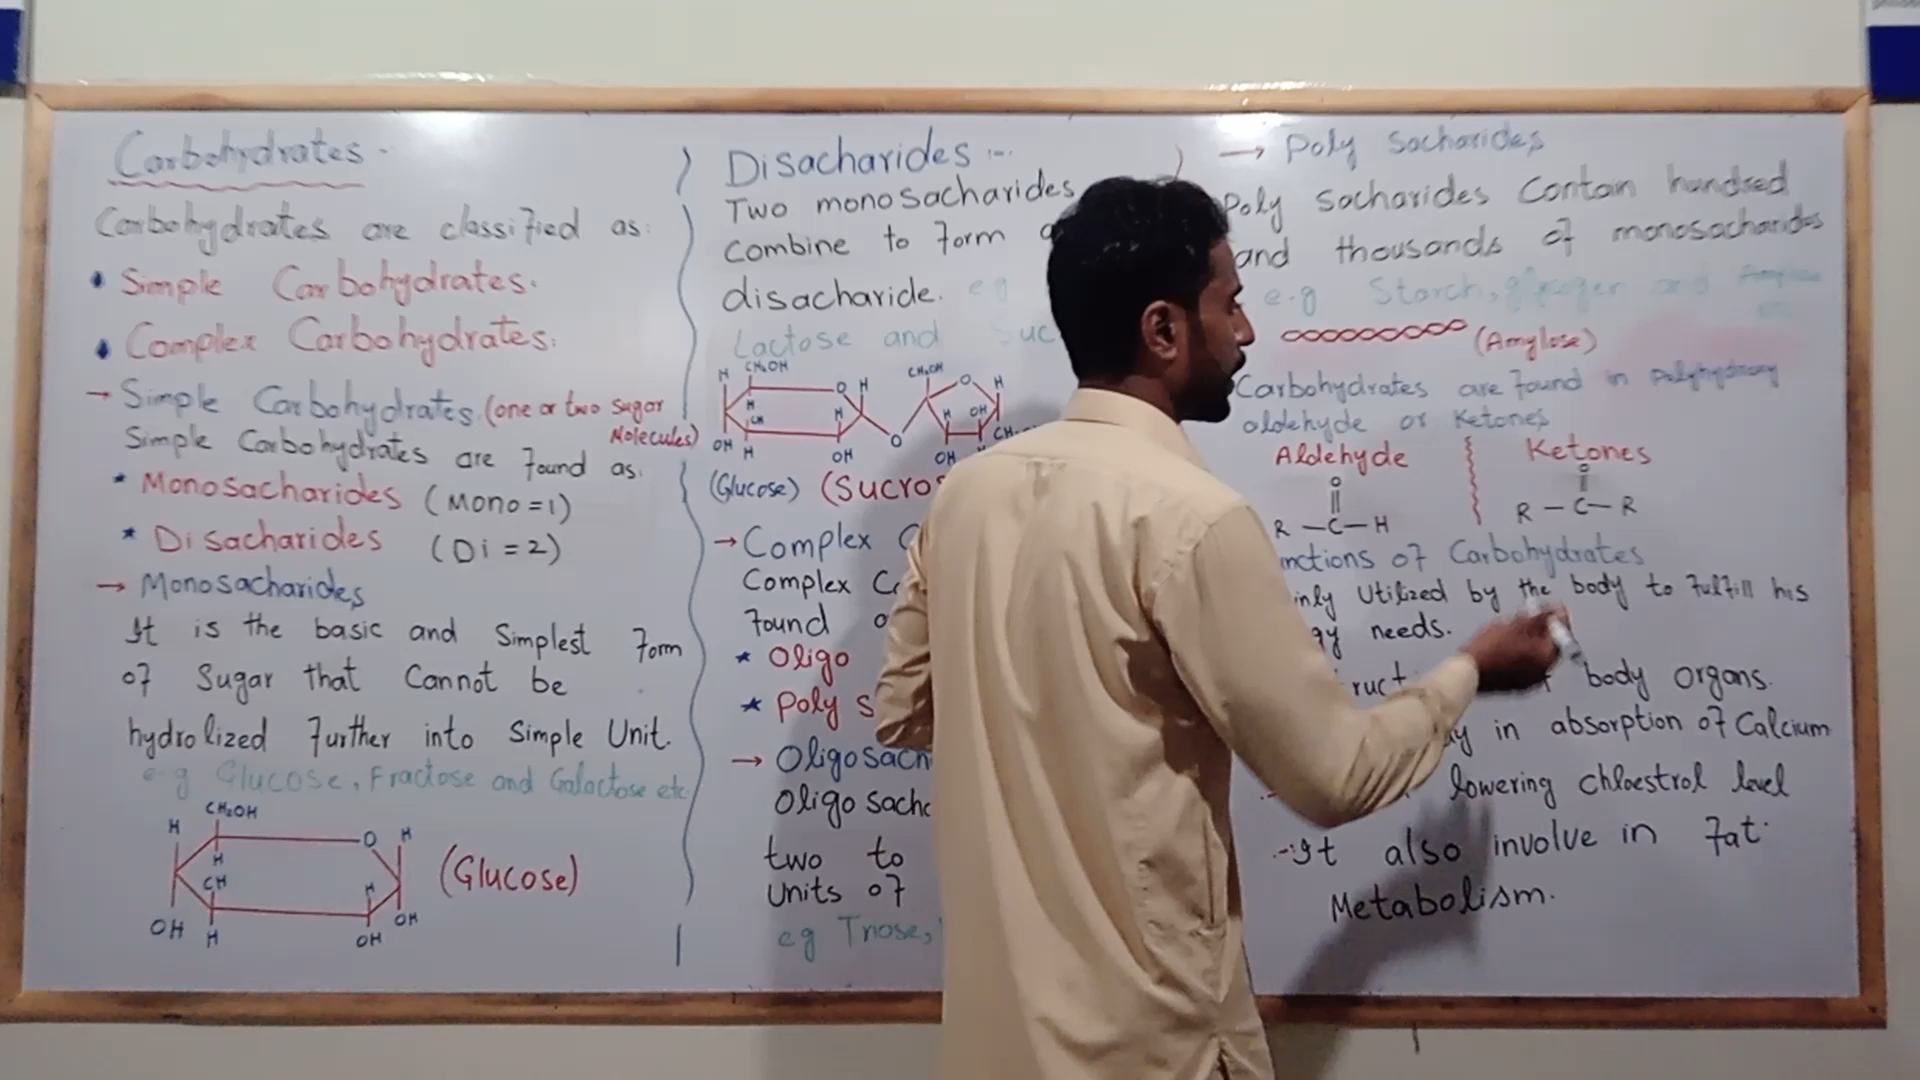 Carbohydrates -
Carbohydrates are classified as:
Simple Carbohydrates.
Complex Carbohydrates.
→ Simple Carbohydrates. (one or two Sugar
Molecules)
Simple Carbohydrates are Found as.
* Monosacharides (Mono = 1)
* Disacharides (Di = 2)
→ Monosacharides
It is the basic and Simplest Form
of Sugar that Cannot be
hydrolized Further into Simple Unit.
e.g Glucose, Fractose and Galactose etc
CH₂OH
H
O
H
H
CH
H
OH
H
OH
OH
(Glucose)
Disacharides :-
Two monosacharides
Combine to Form
disacharide. eg
Lactose and Suc
H
CH₂OH
O
H
H
CH
H
OH
H
OH
O
CH₂OH
O
H
H
OH
OH
(Glucose) (Sucros
→ Complex C
Complex
Found
* Oligo
* Poly S
→ Oligosach
Oligo sacha
two to
Units of
eg Triose,
→ Poly Sacharides
Poly Sacharides Contain hundred
and thousands of monosacharides
e.g Starch, glycogen and Amylose
(Amylose)
Carbohydrates are Found in Polyhydroxy
aldehyde or Ketones
Aldehyde
O
R — C — H
Ketones
O
R — C — R
nctions of Carbohydrates
inly Utilized by the body to Fulfill his
gy needs.
ruct body organs.
in absorption of Calcium
lowering chloestrol level
It also involve in Fat
Metabolism.